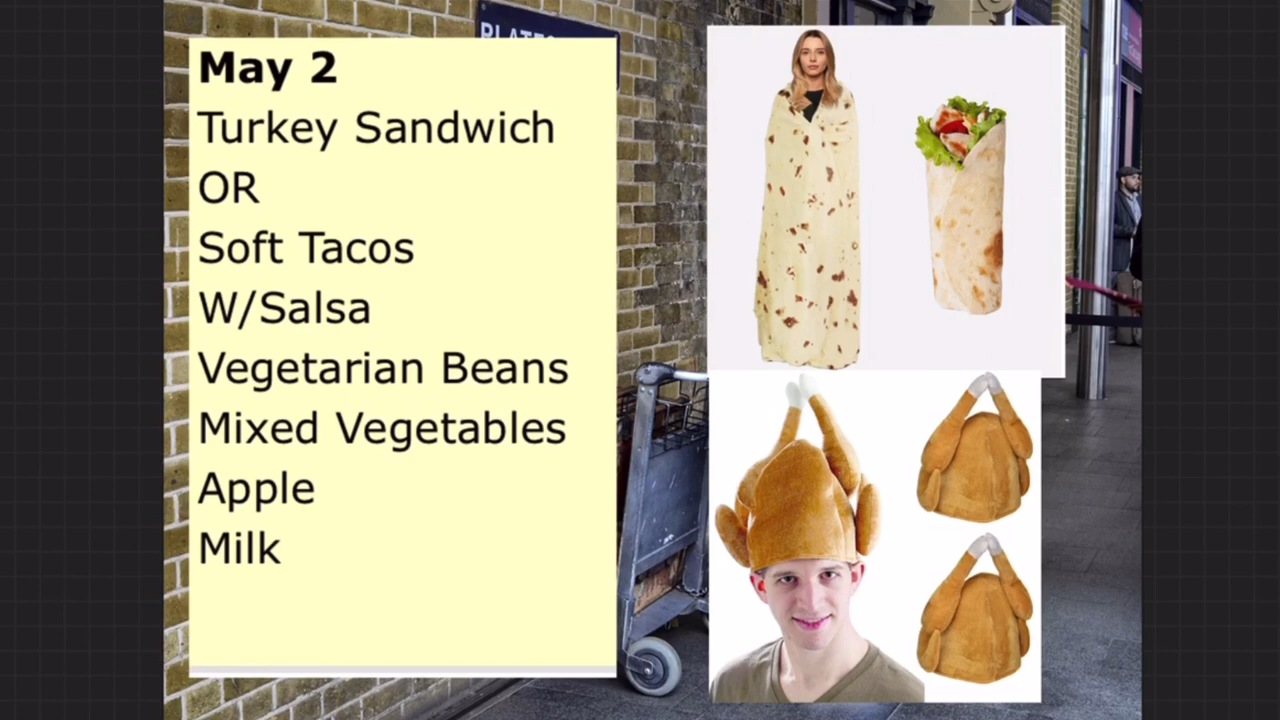 May 2
Turkey Sandwich
OR
Soft Tacos
W/Salsa
Vegetarian Beans
Mixed Vegetables
Apple
Milk